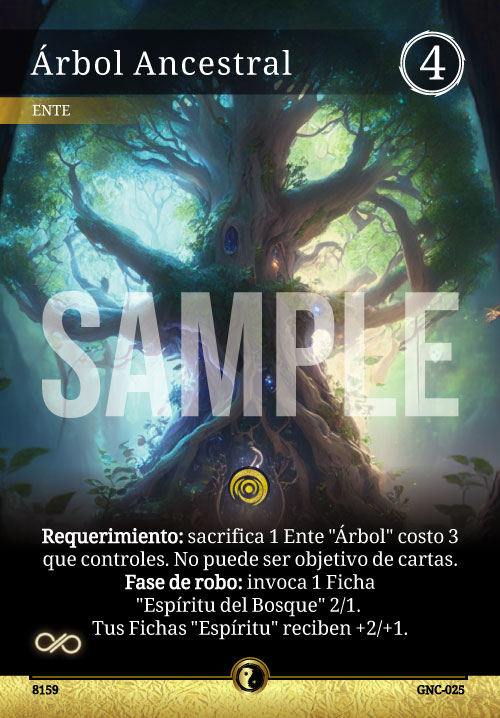 Árbol Ancestral
4
ENTE
SAMPLE
Requerimiento: sacrifica 1 Ente "Árbol" costo 3
que controles. No puede ser objetivo de cartas.
Fase de robo: invoca 1 Ficha
"Espíritu del Bosque" 2/1.
Tus Fichas "Espíritu" reciben +2/+1.
8159
GNC-025